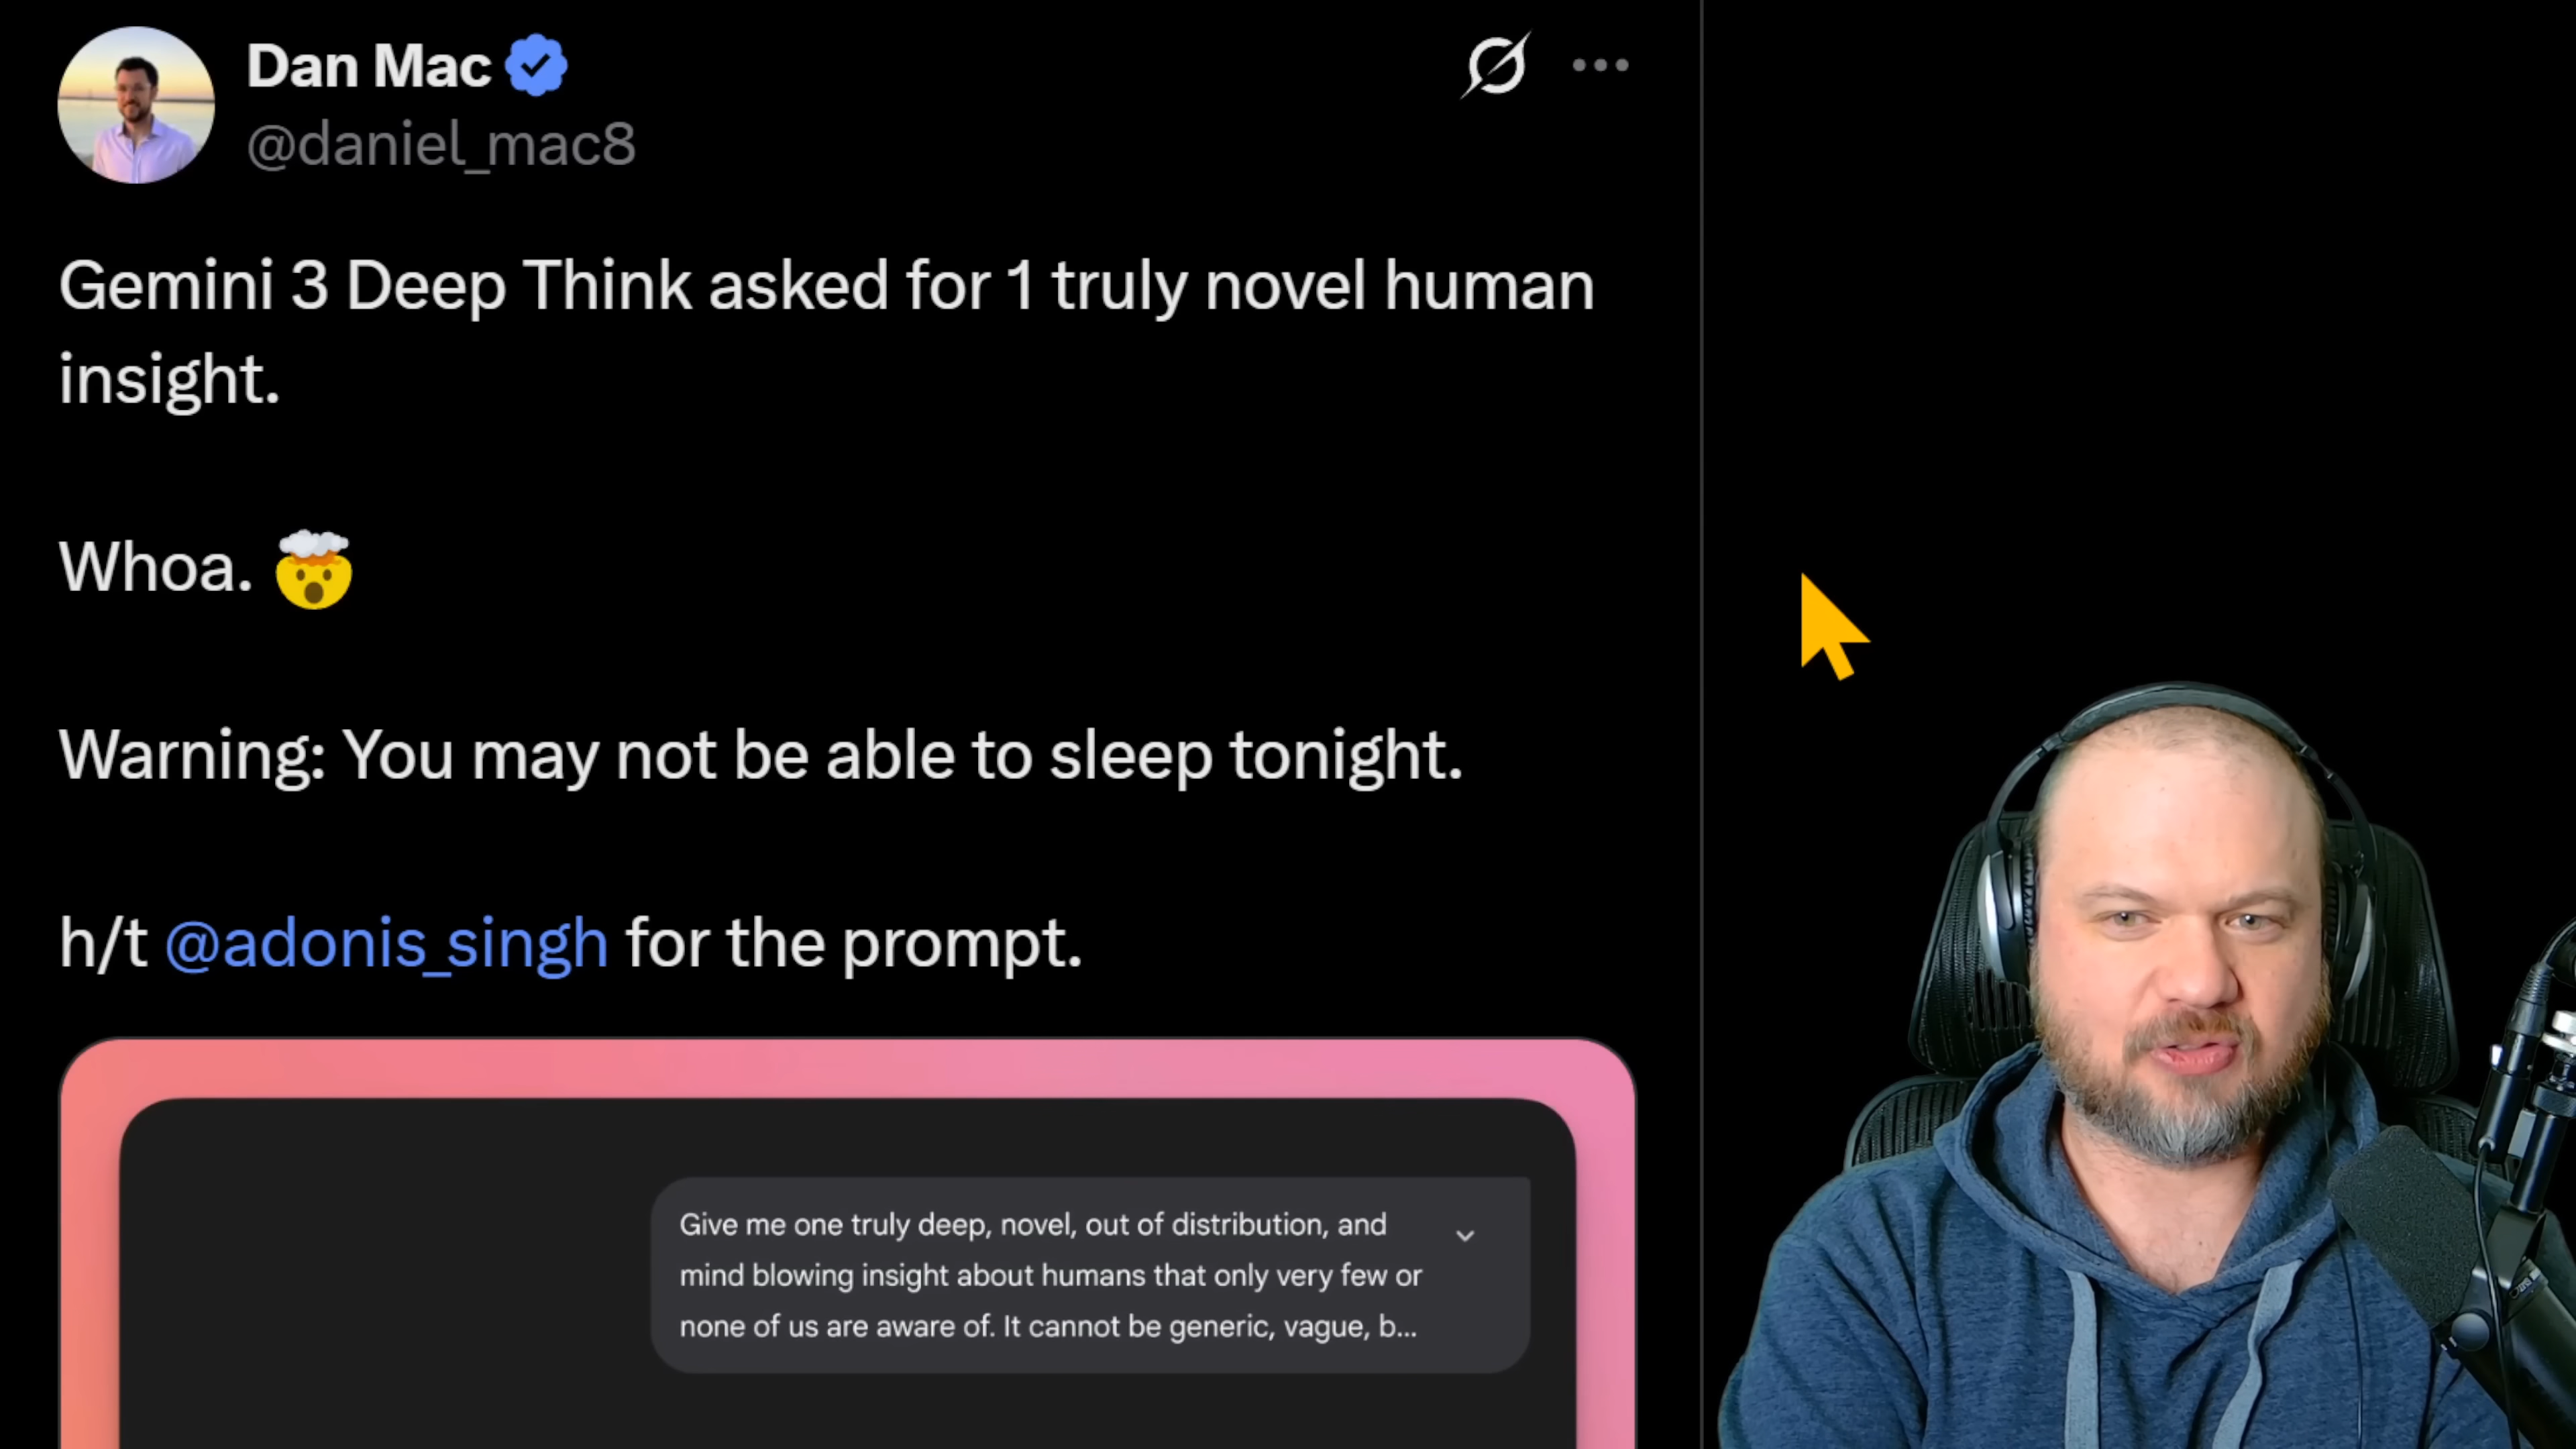 Dan Mac
@daniel_mac8
Gemini 3 Deep Think asked for 1 truly novel human
insight.
Whoa. 🤯
Warning: You may not be able to sleep tonight.
h/t @adonis_singh for the prompt.
Give me one truly deep, novel, out of distribution, and
mind blowing insight about humans that only very few or
none of us are aware of. It cannot be generic, vague, b...